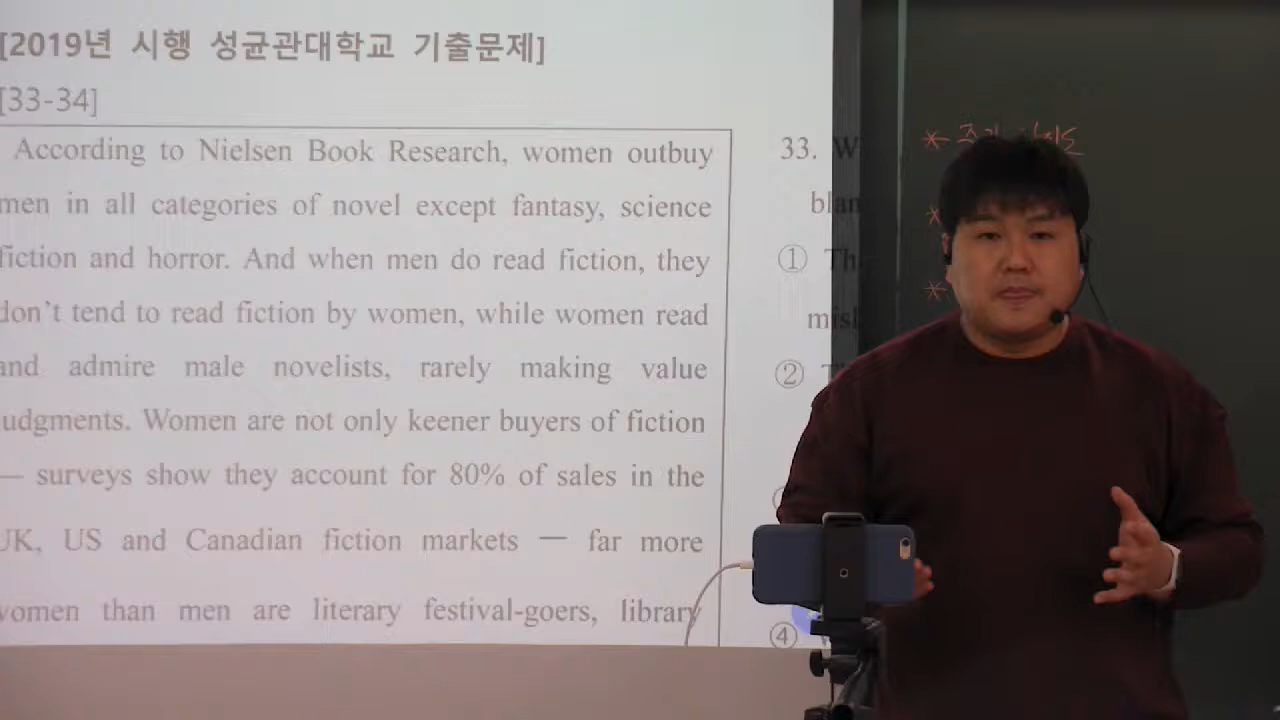 [2019년 시행 성균관대학교 기출문제]
[33-34]
According to Nielsen Book Research, women outbuy
men in all categories of novel except fantasy, science
fiction and horror. And when men do read fiction, they
don't tend to read fiction by women, while women read
and admire male novelists, rarely making value
judgments. Women are not only keener buyers of fiction
— surveys show they account for 80% of sales in the
UK, US and Canadian fiction markets — far more
women than men are literary festival-goers, library
33. W
blan
① Th
misl
② T
④
*
*
*